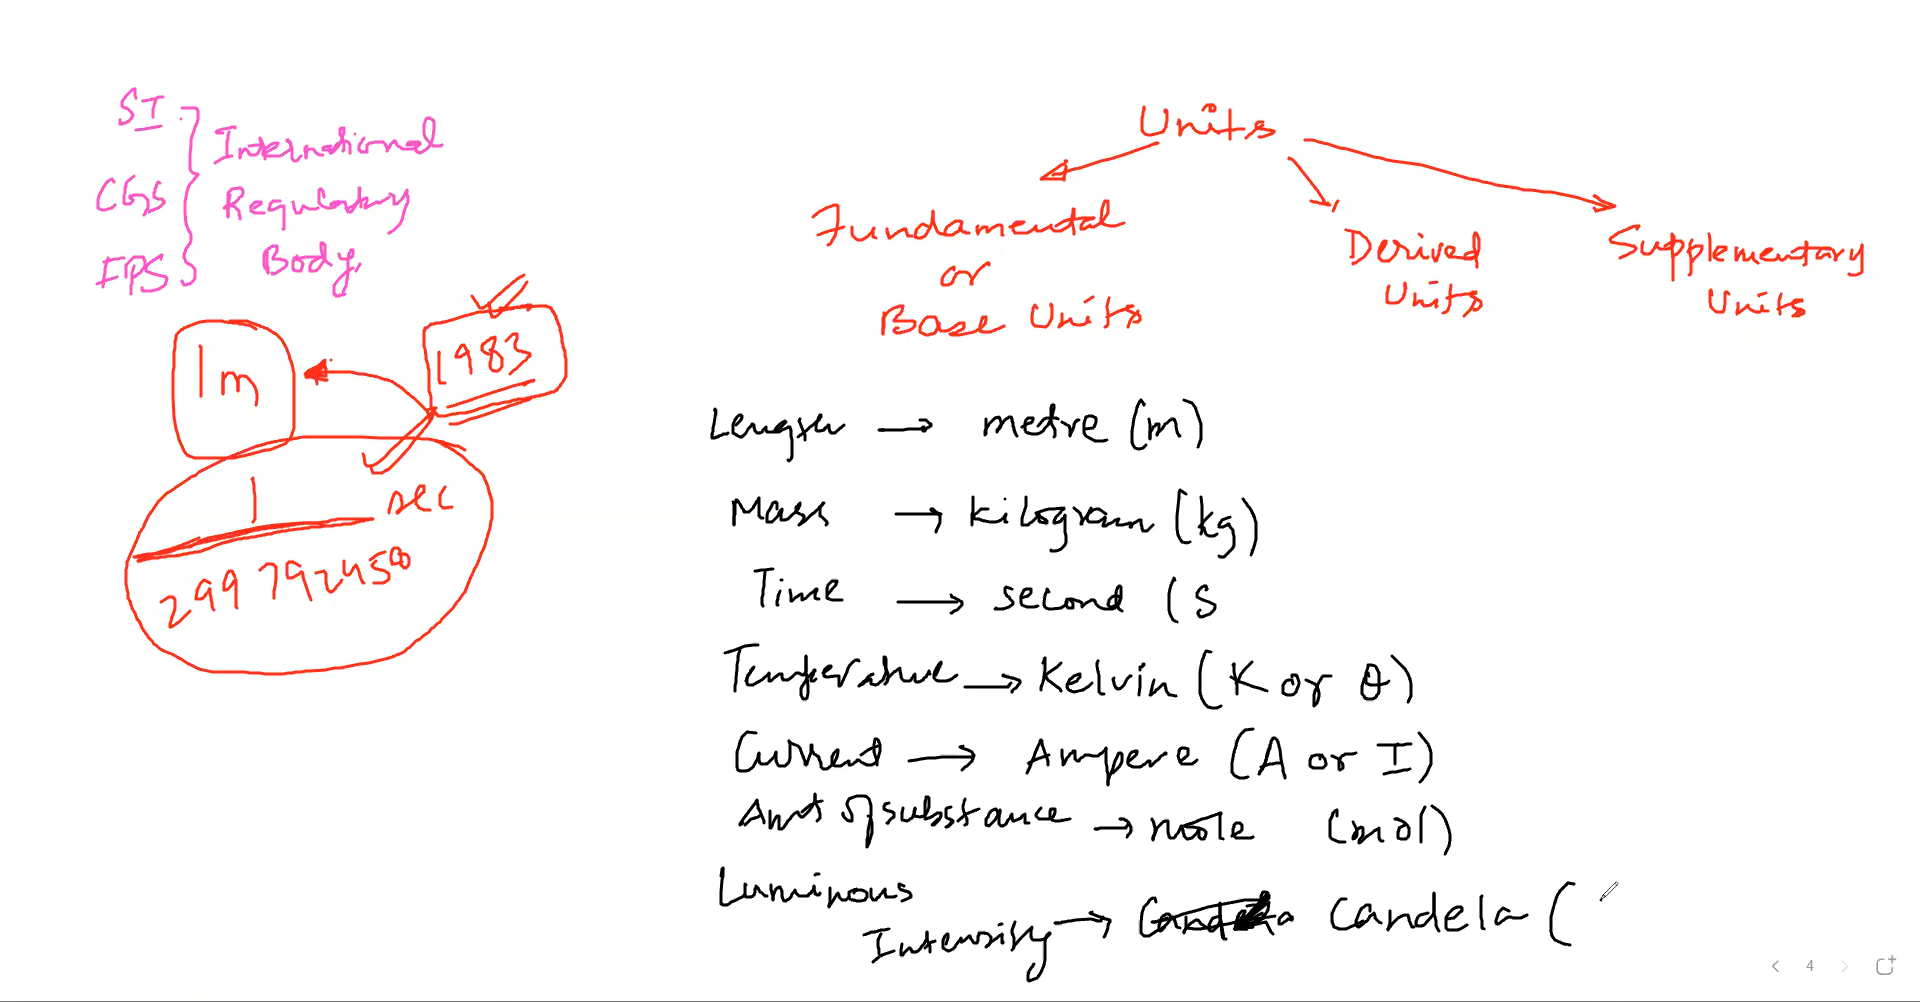 SI
CGS
FPS
International
Regulatory
Body,
1m
1983
1 sec
299792458
Units
Fundamental
or
Base Units
Derived
Units
Supplementary
Units
Length → metre (m)
Mass → kilogram (kg)
Time → second (S
Temperature → Kelvin (K or θ)
Current → Ampere (A or I)
Amt of substance → mole (mol)
Luminous
Intensity → Candela Candela (
4